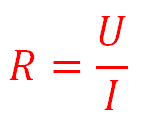 R = U/I